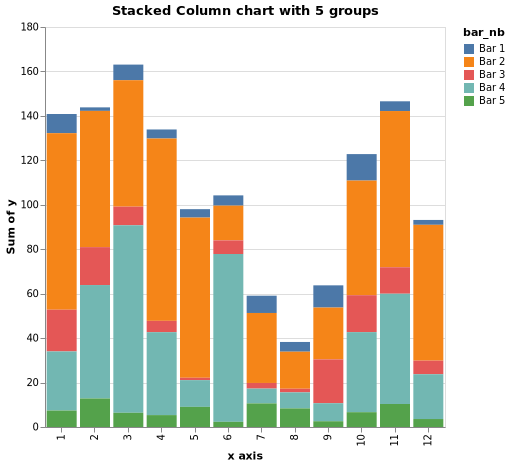 Stacked Column chart with 5 groups
bar_nb
Bar 1
Bar 2
Bar 3
Bar 4
Bar 5
Sum of y
180
160
140
120
100
80
60
40
20
0
1 2 3 4 5 6 7 8 9 10 11 12
x axis